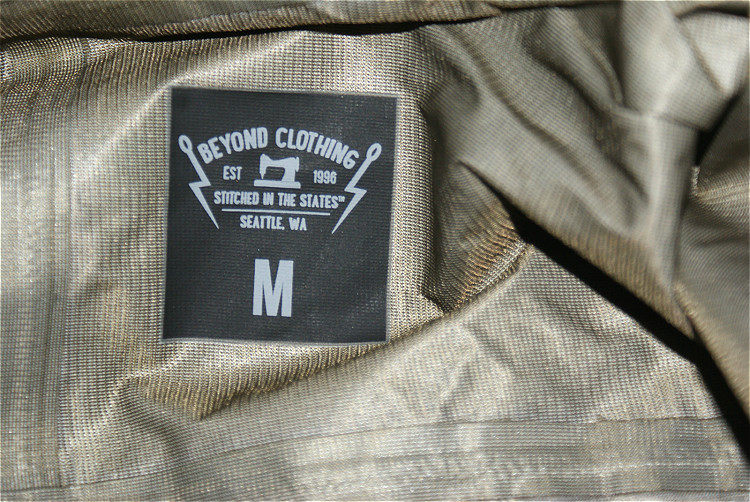 BEYOND CLOTHING
EST 1996
STITCHED IN THE STATES™
SEATTLE, WA
M